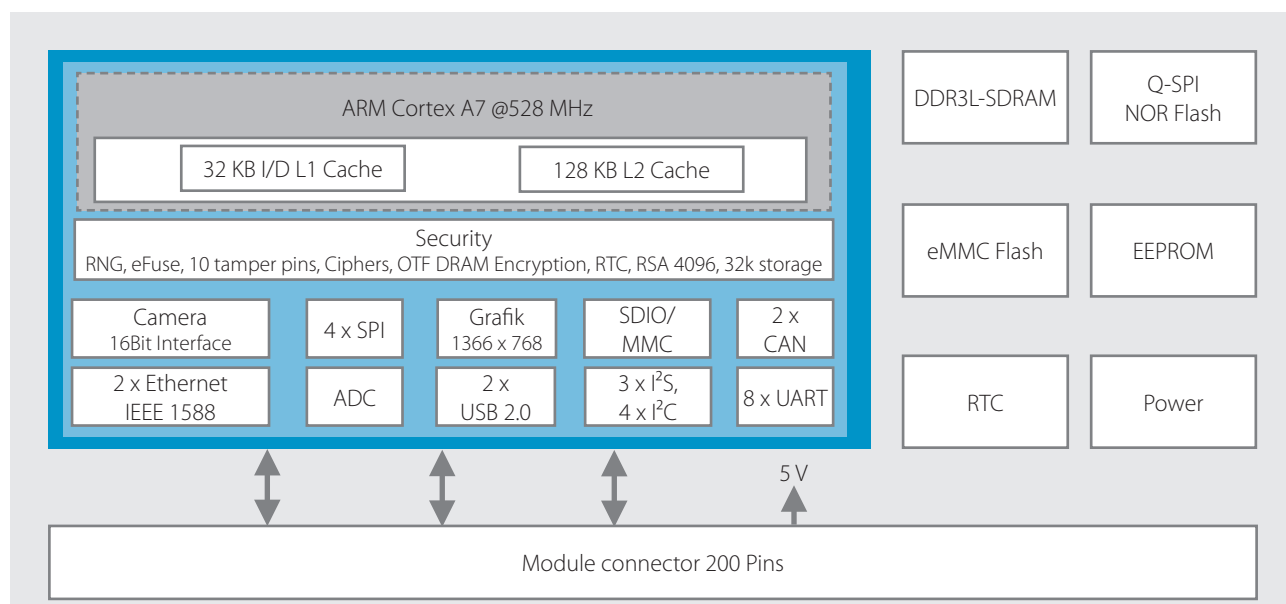 ARM Cortex A7 @528 MHz
32 KB I/D L1 Cache
128 KB L2 Cache
Security
RNG, eFuse, 10 tamper pins, Ciphers, OTF DRAM Encryption, RTC, RSA 4096, 32k storage
Camera
16Bit Interface
4 x SPI
Grafik
1366 x 768
SDIO/
MMC
2 x
CAN
2 x Ethernet
IEEE 1588
ADC
2 x
USB 2.0
3 x I²S,
4 x I²C
8 x UART
DDR3L-SDRAM
Q-SPI
NOR Flash
eMMC Flash
EEPROM
RTC
Power
5 V
Module connector 200 Pins